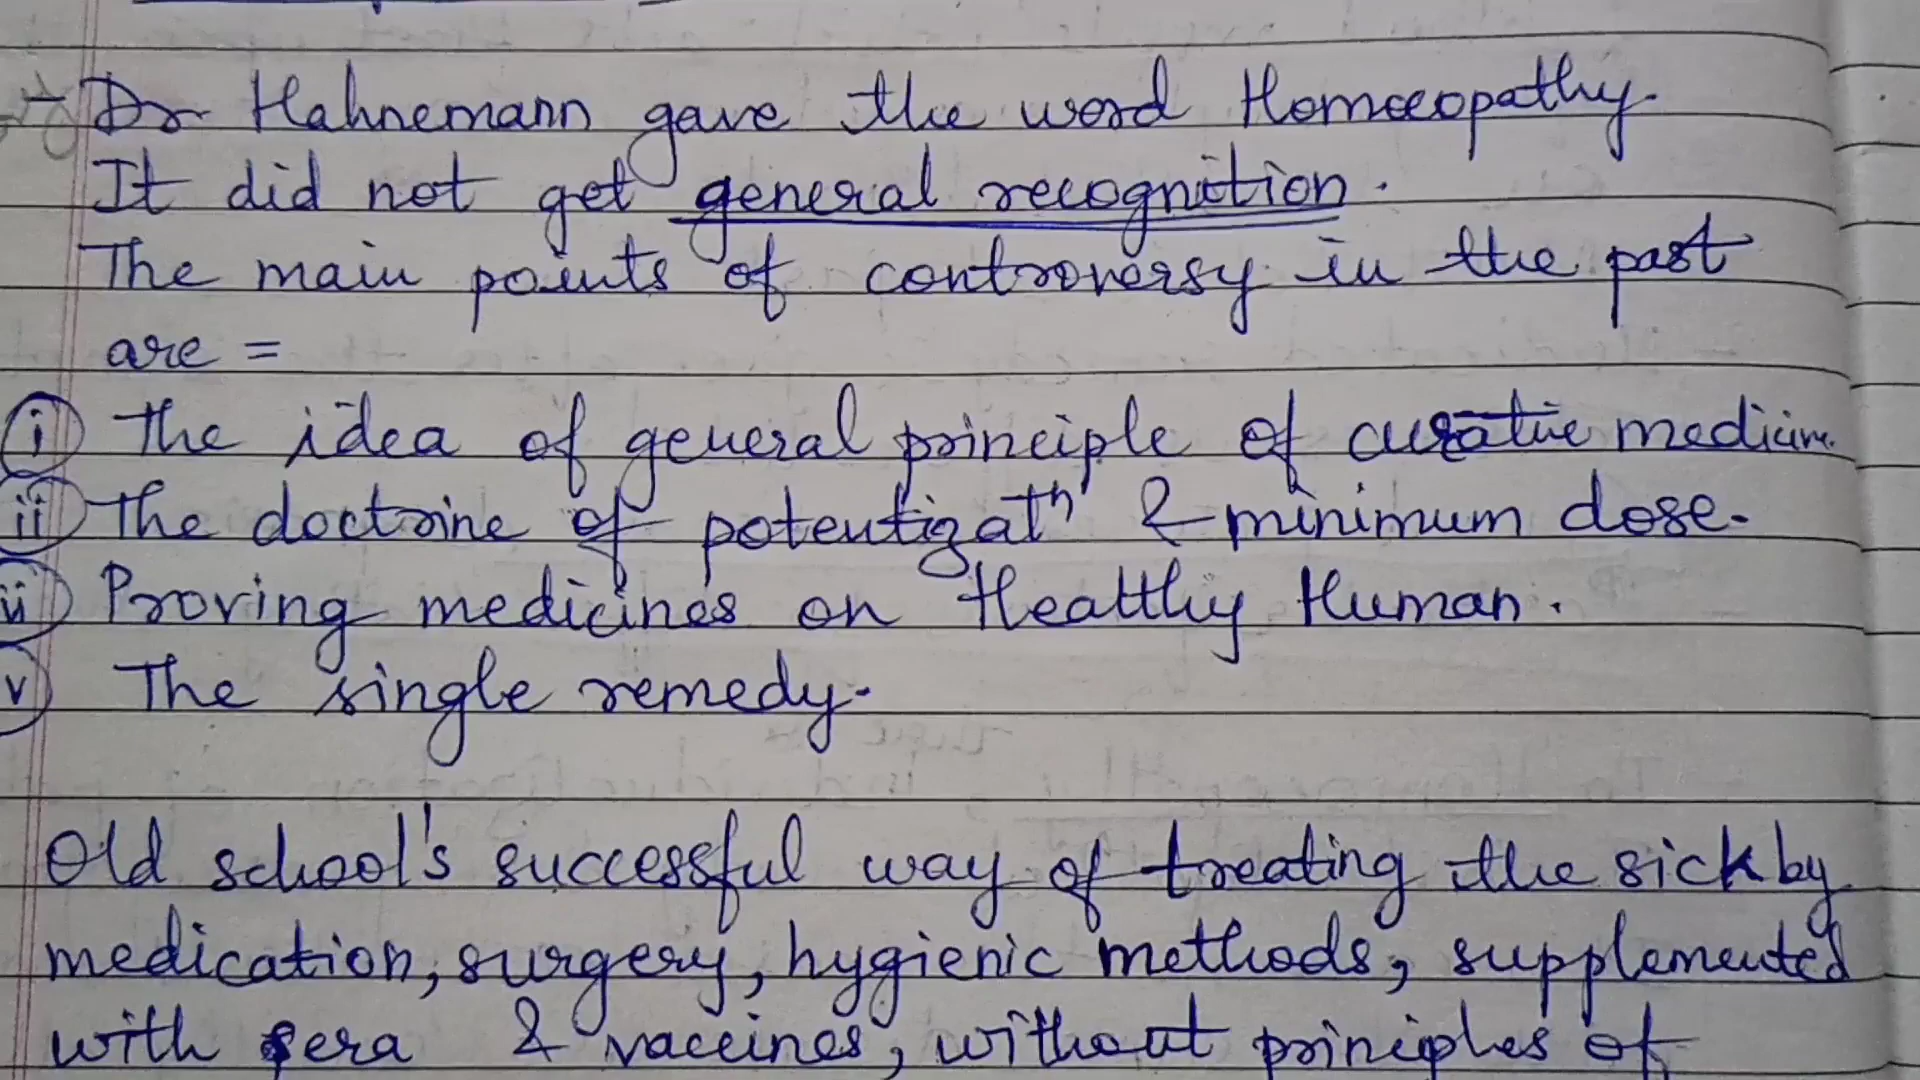 - Dr Hahnemann gave the word Homoeopathy.
It did not get general recognition.
The main points of controversy in the past
are =
i) The idea of general principle of curative medicine.
ii) The doctrine of potentizatn & minimum dose.
ii) Proving medicines on Healthy Human.
v) The single remedy.
Old school's successful way of treating the sick by
medication, surgery, hygienic methods, supplemented
with sera & vaccines, without principles of